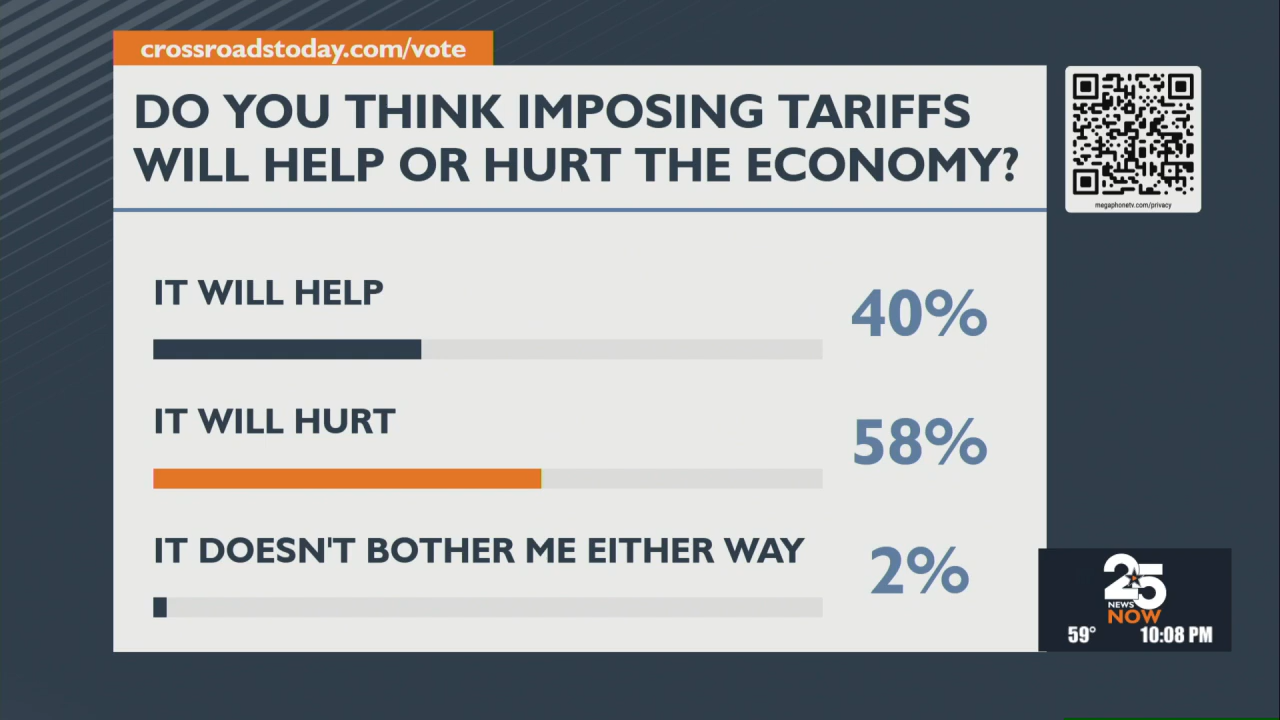 crossroadstoday.com/vote
DO YOU THINK IMPOSING TARIFFS
WILL HELP OR HURT THE ECONOMY?
megaphonetv.com/privacy
IT WILL HELP
40%
IT WILL HURT
58%
IT DOESN'T BOTHER ME EITHER WAY
2%
25
NEWS
NOW
59° 10:08 PM